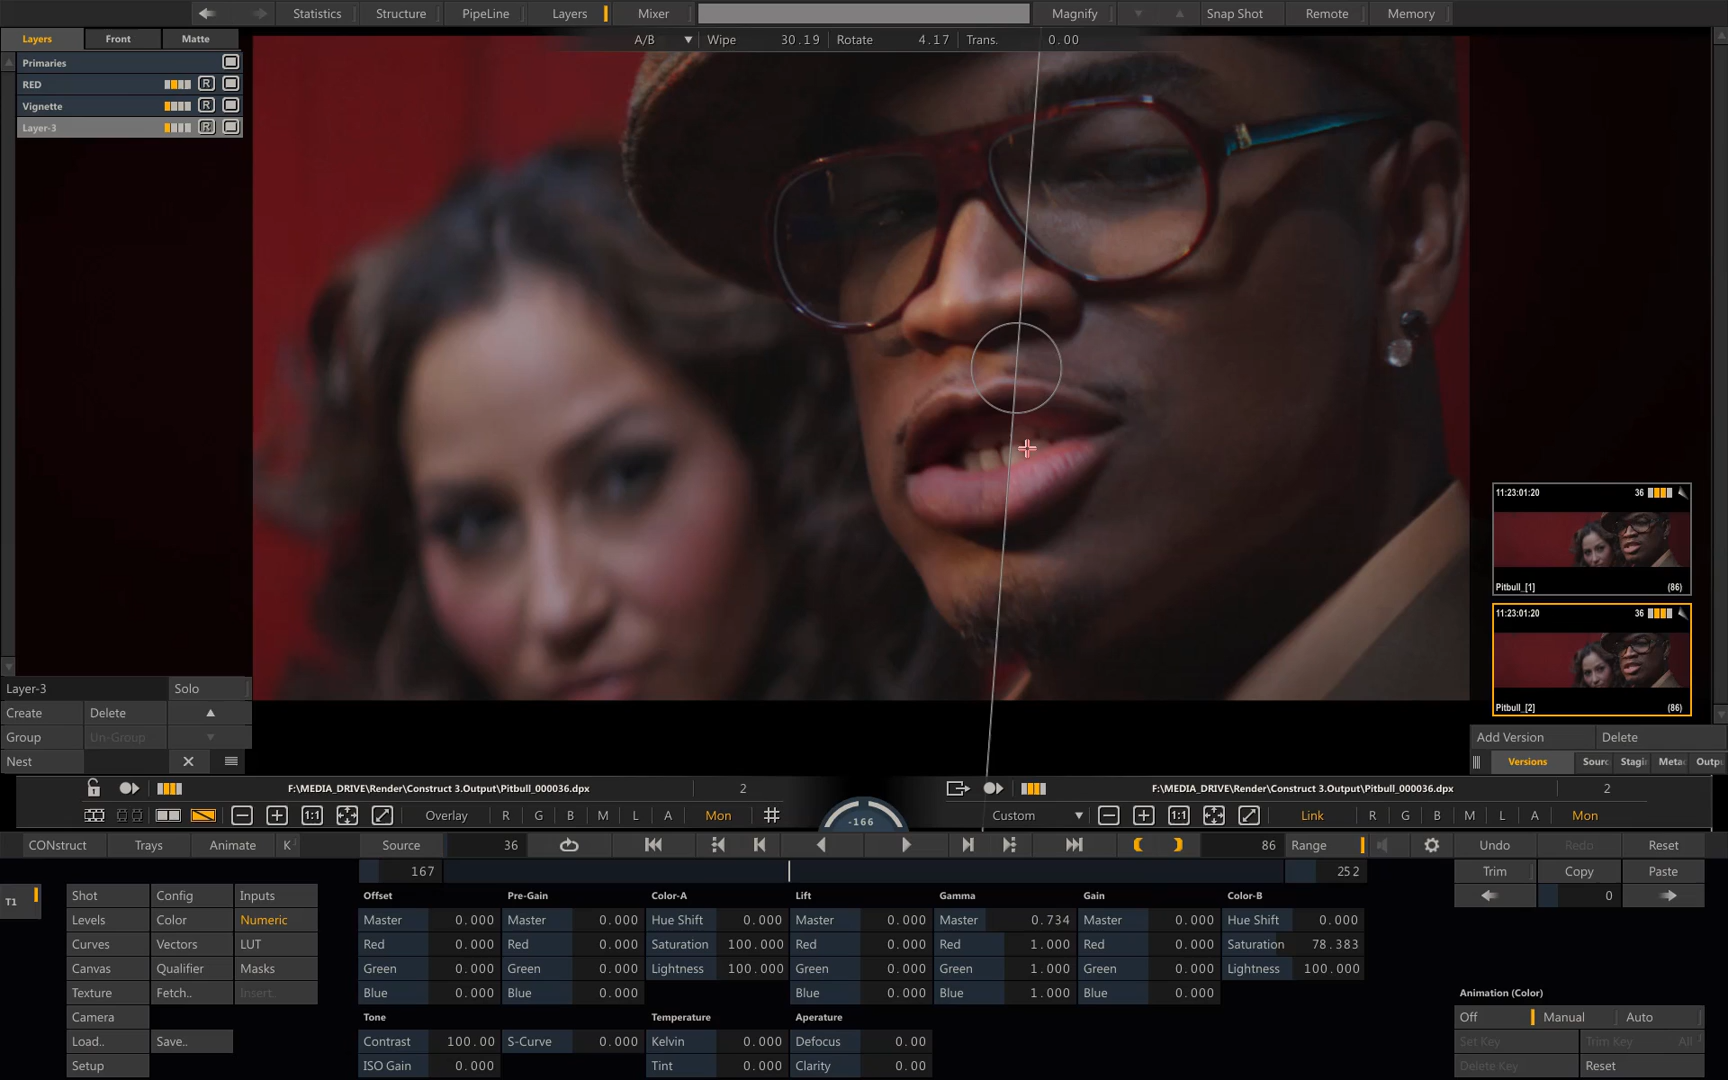 Statistics Structure PipeLine Layers Mixer Magnify Snap Shot Remote Memory
Layers Front Matte
A/B Wipe 30.19 Rotate 4.17 Trans. 0.00
Primaries
RED R
Vignette R
Layer-3 R
11:23:01:20 36
Pitbull_[1] (86)
11:23:01:20 36
Pitbull_[2] (86)
Layer-3 Solo
Create Delete
Group Un-Group
Nest
Add Version Delete
Versions Sourc Stagi Meta Outpu
F:\MEDIA_DRIVE\Render\Construct 3.Output\Pitbull_000036.dpx 2
F:\MEDIA_DRIVE\Render\Construct 3.Output\Pitbull_000036.dpx 2
1:1 Overlay R G B M L A Mon
-166
Custom 1:1 Link R G B M L A Mon
CONstruct Trays Animate K Source 36 86 Range Undo Redo Reset
167 252 Trim Copy Paste
T1
Shot Config Inputs
Levels Color Numeric
Curves Vectors LUT
Canvas Qualifier Masks
Texture Fetch.. Insert..
Camera
Load.. Save..
Setup
Offset Pre-Gain Color-A Lift Gamma Gain Color-B
Master 0.000 Master 0.000 Hue Shift 0.000 Master 0.000 Master 0.734 Master 0.000 Hue Shift 0.000
Red 0.000 Red 0.000 Saturation 100.000 Red 0.000 Red 1.000 Red 0.000 Saturation 78.383
Green 0.000 Green 0.000 Lightness 100.000 Green 0.000 Green 1.000 Green 0.000 Lightness 100.000
Blue 0.000 Blue 0.000 Blue 0.000 Blue 1.000 Blue 0.000
Tone Temperature Aperature
Contrast 100.00 S-Curve 0.000 Kelvin 0.000 Defocus 0.00
ISO Gain 0.000 Tint 0.000 Clarity 0.00
0
Animation (Color)
Off Manual Auto
Set Key Trim Key All
Delete Key Reset